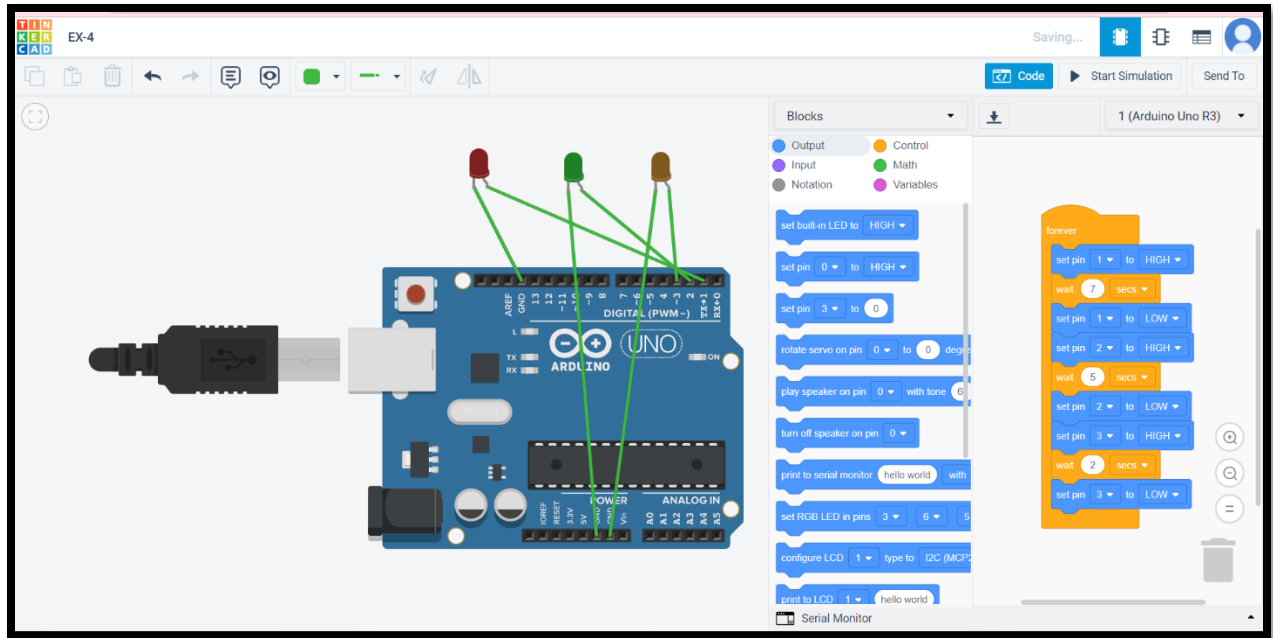 TIN
KER
CAD
EX-4
Saving...
Code
Start Simulation
Send To
Blocks
1 (Arduino Uno R3)
Output
Control
Input
Math
Notation
Variables
set built-in LED to HIGH
set pin 0 to HIGH
set pin 3 to 0
rotate servo on pin 0 to 0 degre
play speaker on pin 0 with tone 6
turn off speaker on pin 0
print to serial monitor hello world with
set RGB LED in pins 3 6 5
configure LCD 1 type to I2C (MCP2
print to LCD 1 hello world
Serial Monitor
forever
set pin 1 to HIGH
wait 7 secs
set pin 1 to LOW
set pin 2 to HIGH
wait 5 secs
set pin 2 to LOW
set pin 3 to HIGH
wait 2 secs
set pin 3 to LOW
AREF
GND
13
12
~11
~10
~9
8
7
~6
~5
4
~3
2
TX→1
RX←0
DIGITAL (PWM~)
L
TX
RX
ARDUINO
UNO
ON
POWER
ANALOG IN
IOREF
RESET
3.3V
5V
GND
GND
Vin
A0
A1
A2
A3
A4
A5